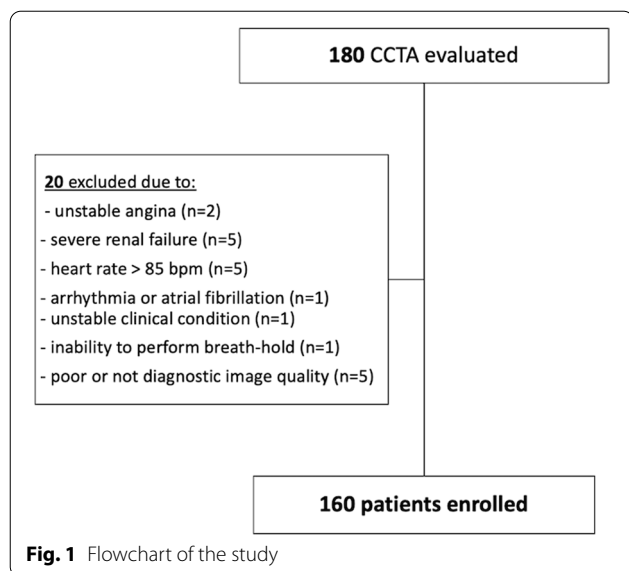 180 CCTA evaluated
20 excluded due to:
- unstable angina (n=2)
- severe renal failure (n=5)
- heart rate > 85 bpm (n=5)
- arrhythmia or atrial fibrillation (n=1)
- unstable clinical condition (n=1)
- inability to perform breath-hold (n=1)
- poor or not diagnostic image quality (n=5)
160 patients enrolled
Fig. 1 Flowchart of the study